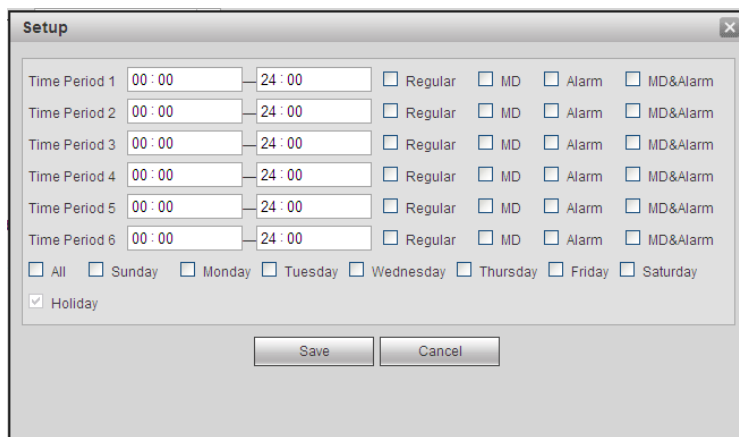 Setup
Time Period 1 00:00 — 24:00 Regular MD Alarm MD&Alarm
Time Period 2 00:00 — 24:00 Regular MD Alarm MD&Alarm
Time Period 3 00:00 — 24:00 Regular MD Alarm MD&Alarm
Time Period 4 00:00 — 24:00 Regular MD Alarm MD&Alarm
Time Period 5 00:00 — 24:00 Regular MD Alarm MD&Alarm
Time Period 6 00:00 — 24:00 Regular MD Alarm MD&Alarm
All Sunday Monday Tuesday Wednesday Thursday Friday Saturday
Holiday
Save Cancel